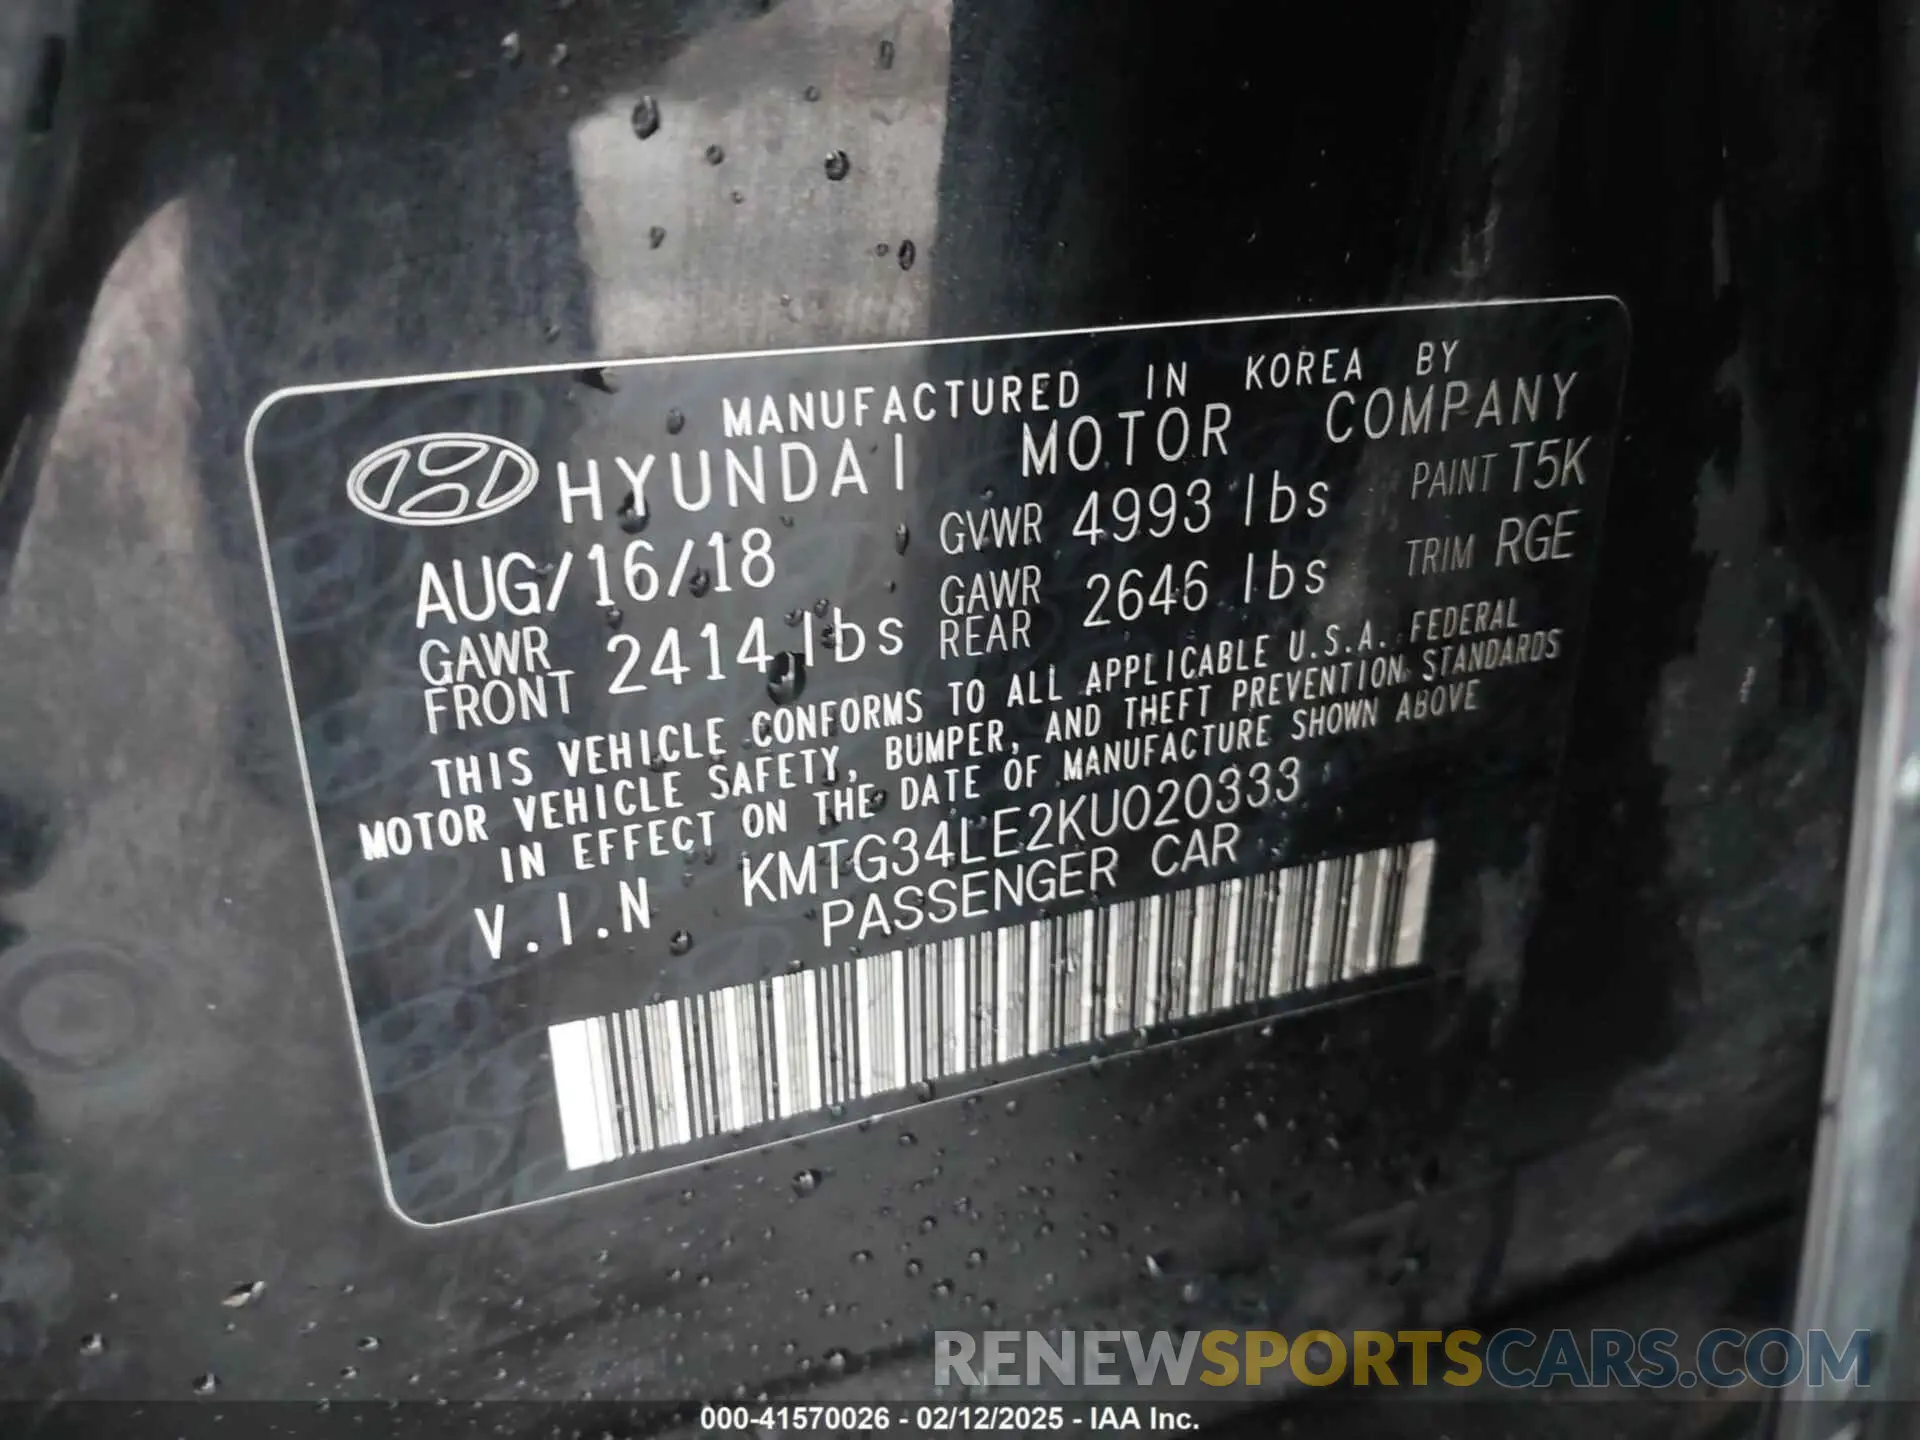 MANUFACTURED IN KOREA BY
HYUNDAI MOTOR COMPANY
AUG/16/18 GVWR 4993 lbs PAINT T5K
GAWR FRONT 2414 lbs GAWR REAR 2646 lbs TRIM RGE
THIS VEHICLE CONFORMS TO ALL APPLICABLE U.S.A. FEDERAL
MOTOR VEHICLE SAFETY, BUMPER, AND THEFT PREVENTION STANDARDS
IN EFFECT ON THE DATE OF MANUFACTURE SHOWN ABOVE
V.I.N KMTG34LE2KU020333
PASSENGER CAR
RENEWSPORTSCARS.COM
000-41570026 - 02/12/2025 - IAA Inc.